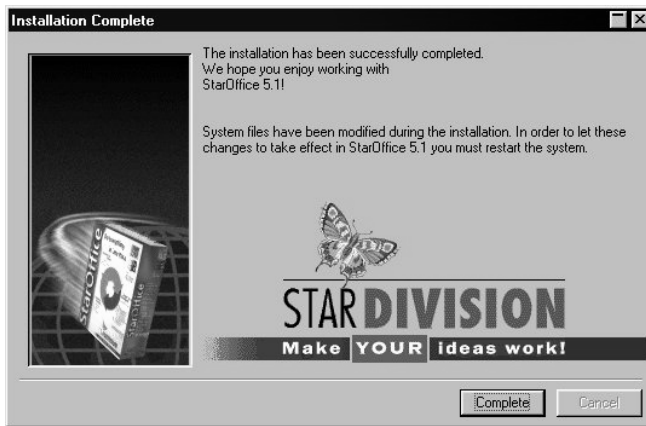 Installation Complete
The installation has been successfully completed.
We hope you enjoy working with
StarOffice 5.1!
System files have been modified during the installation. In order to let these
changes to take effect in StarOffice 5.1 you must restart the system.
StarOffice
StarOffice
STAR DIVISION
Make YOUR ideas work!
Complete
Cancel